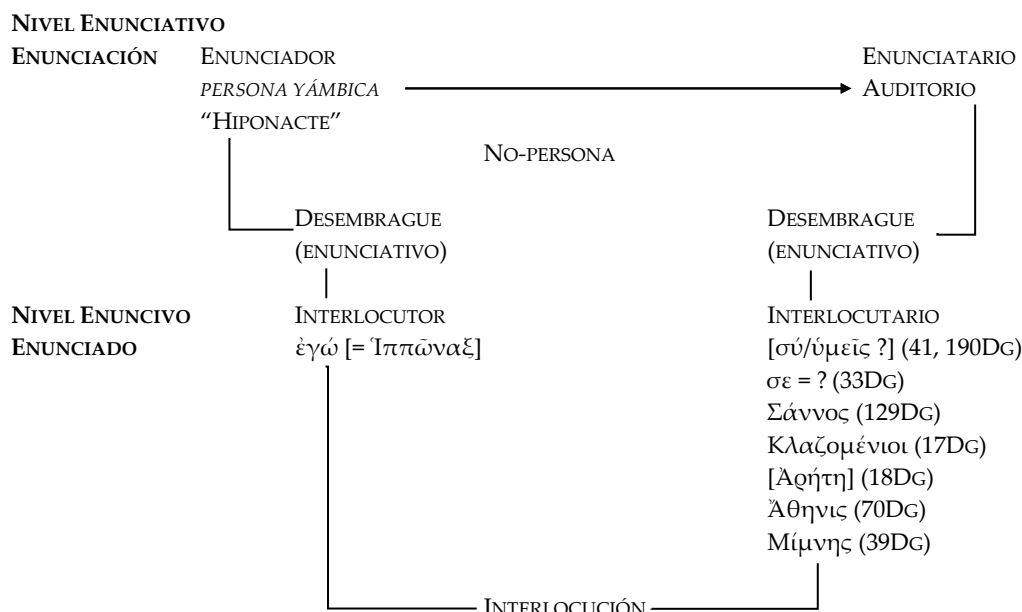 NIVEL ENUNCIATIVO
ENUNCIACIÓN ENUNCIADOR ENUNCIATARIO
PERSONA YÁMBICA AUDITORIO
“HIPONACTE”
NO-PERSONA
DESEMBRAGUE DESEMBRAGUE
(ENUNCIATIVO) (ENUNCIATIVO)
NIVEL ENUNCIVO INTERLOCUTOR INTERLOCUTARIO
ENUNCIADO ἐγώ [= Ἱππῶναξ] [σύ/ὑμεῖς ?] (41, 190DG)
σε = ? (33DG)
Σάννος (129DG)
Κλαζομένιοι (17DG)
[Ἀρήτη] (18DG)
Ἄθηνις (70DG)
Μίμνης (39DG)
INTERLOCUCIÓN